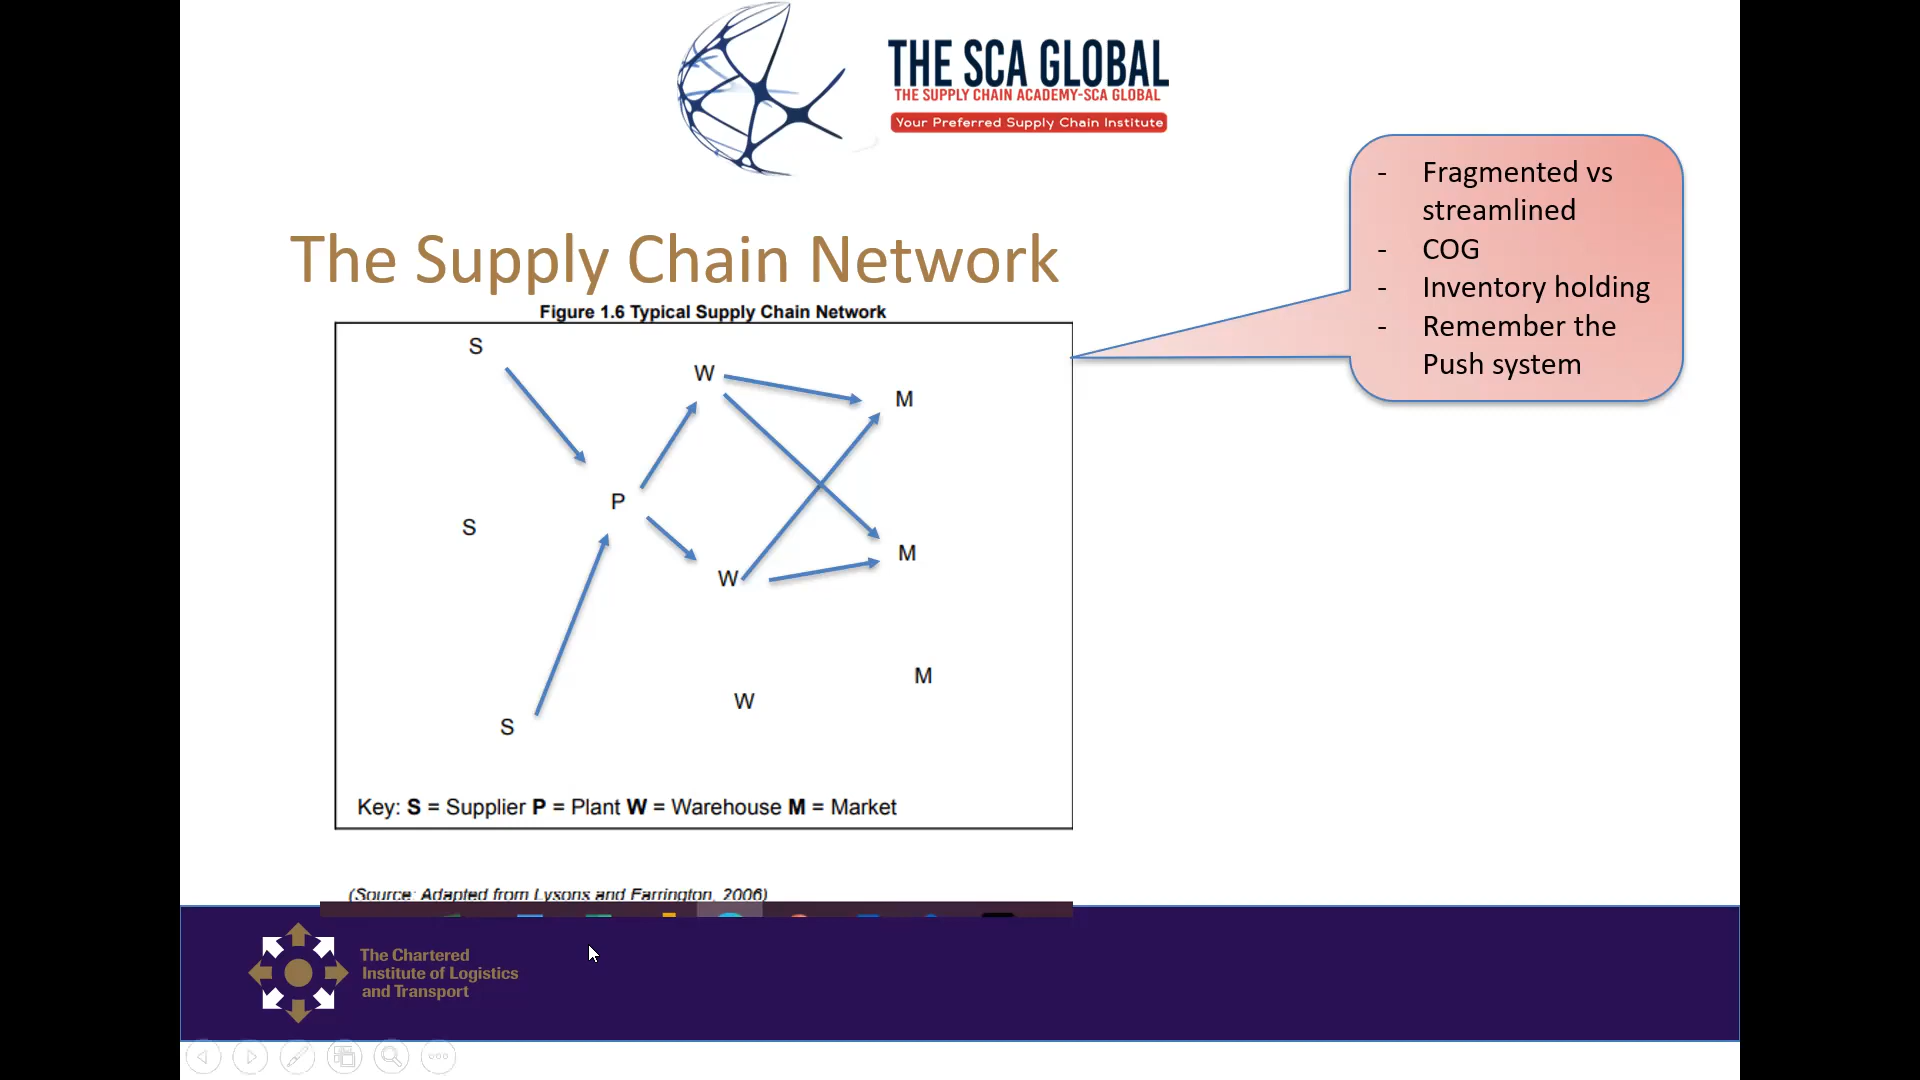 THE SCA GLOBAL
THE SUPPLY CHAIN ACADEMY-SCA GLOBAL
Your Preferred Supply Chain Institute
- Fragmented vs
streamlined
- COG
- Inventory holding
- Remember the
Push system
The Supply Chain Network
Figure 1.6 Typical Supply Chain Network
S
W
M
P
S
M
W
M
W
S
Key: S = Supplier P = Plant W = Warehouse M = Market
(Source: Adapted from Lysons and Farrington, 2006)
The Chartered
Institute of Logistics
and Transport